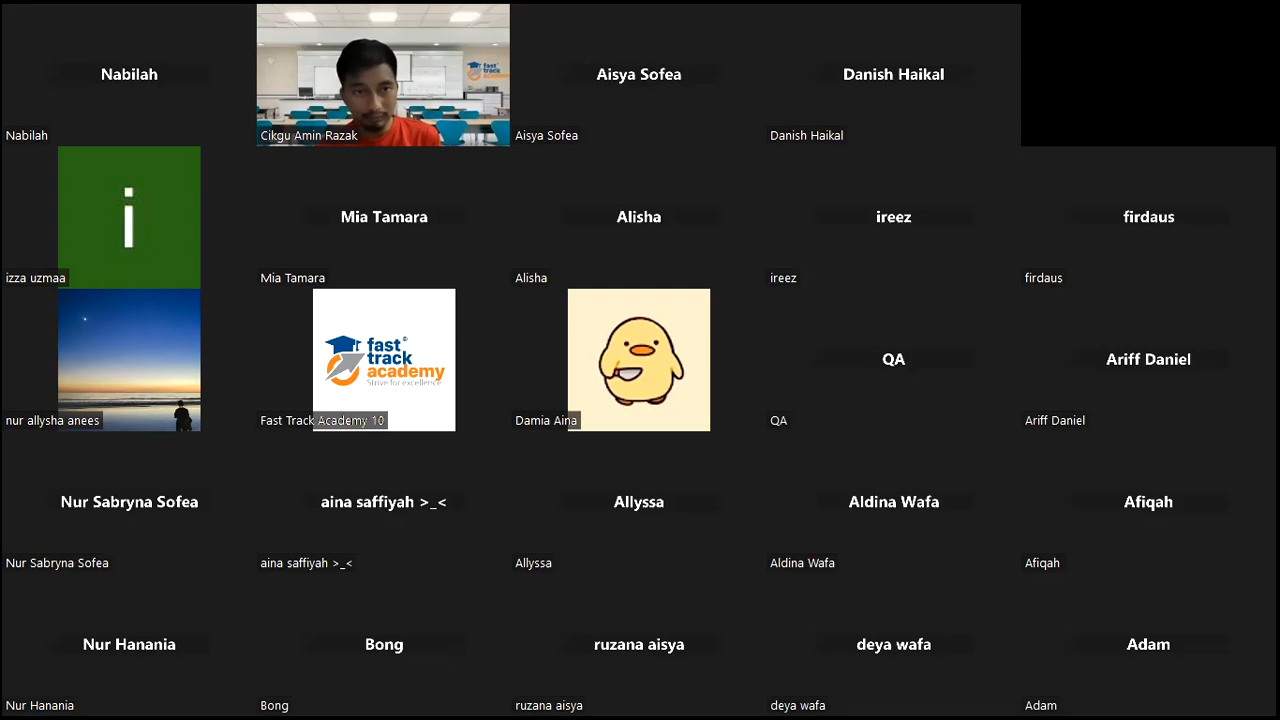 Nabilah
Nabilah
fast
track
academy
Cikgu Amin Razak
Aisya Sofea
Aisya Sofea
Danish Haikal
Danish Haikal
i
izza uzmaa
Mia Tamara
Mia Tamara
Alisha
Alisha
ireez
ireez
firdaus
firdaus
nur allysha anees
fast
track
academy
Strive for excellence
Fast Track Academy 10
Damia Aina
QA
QA
Ariff Daniel
Ariff Daniel
Nur Sabryna Sofea
Nur Sabryna Sofea
aina saffiyah >_<
aina saffiyah >_<
Allyssa
Allyssa
Aldina Wafa
Aldina Wafa
Afiqah
Afiqah
Nur Hanania
Nur Hanania
Bong
Bong
ruzana aisya
ruzana aisya
deya wafa
deya wafa
Adam
Adam